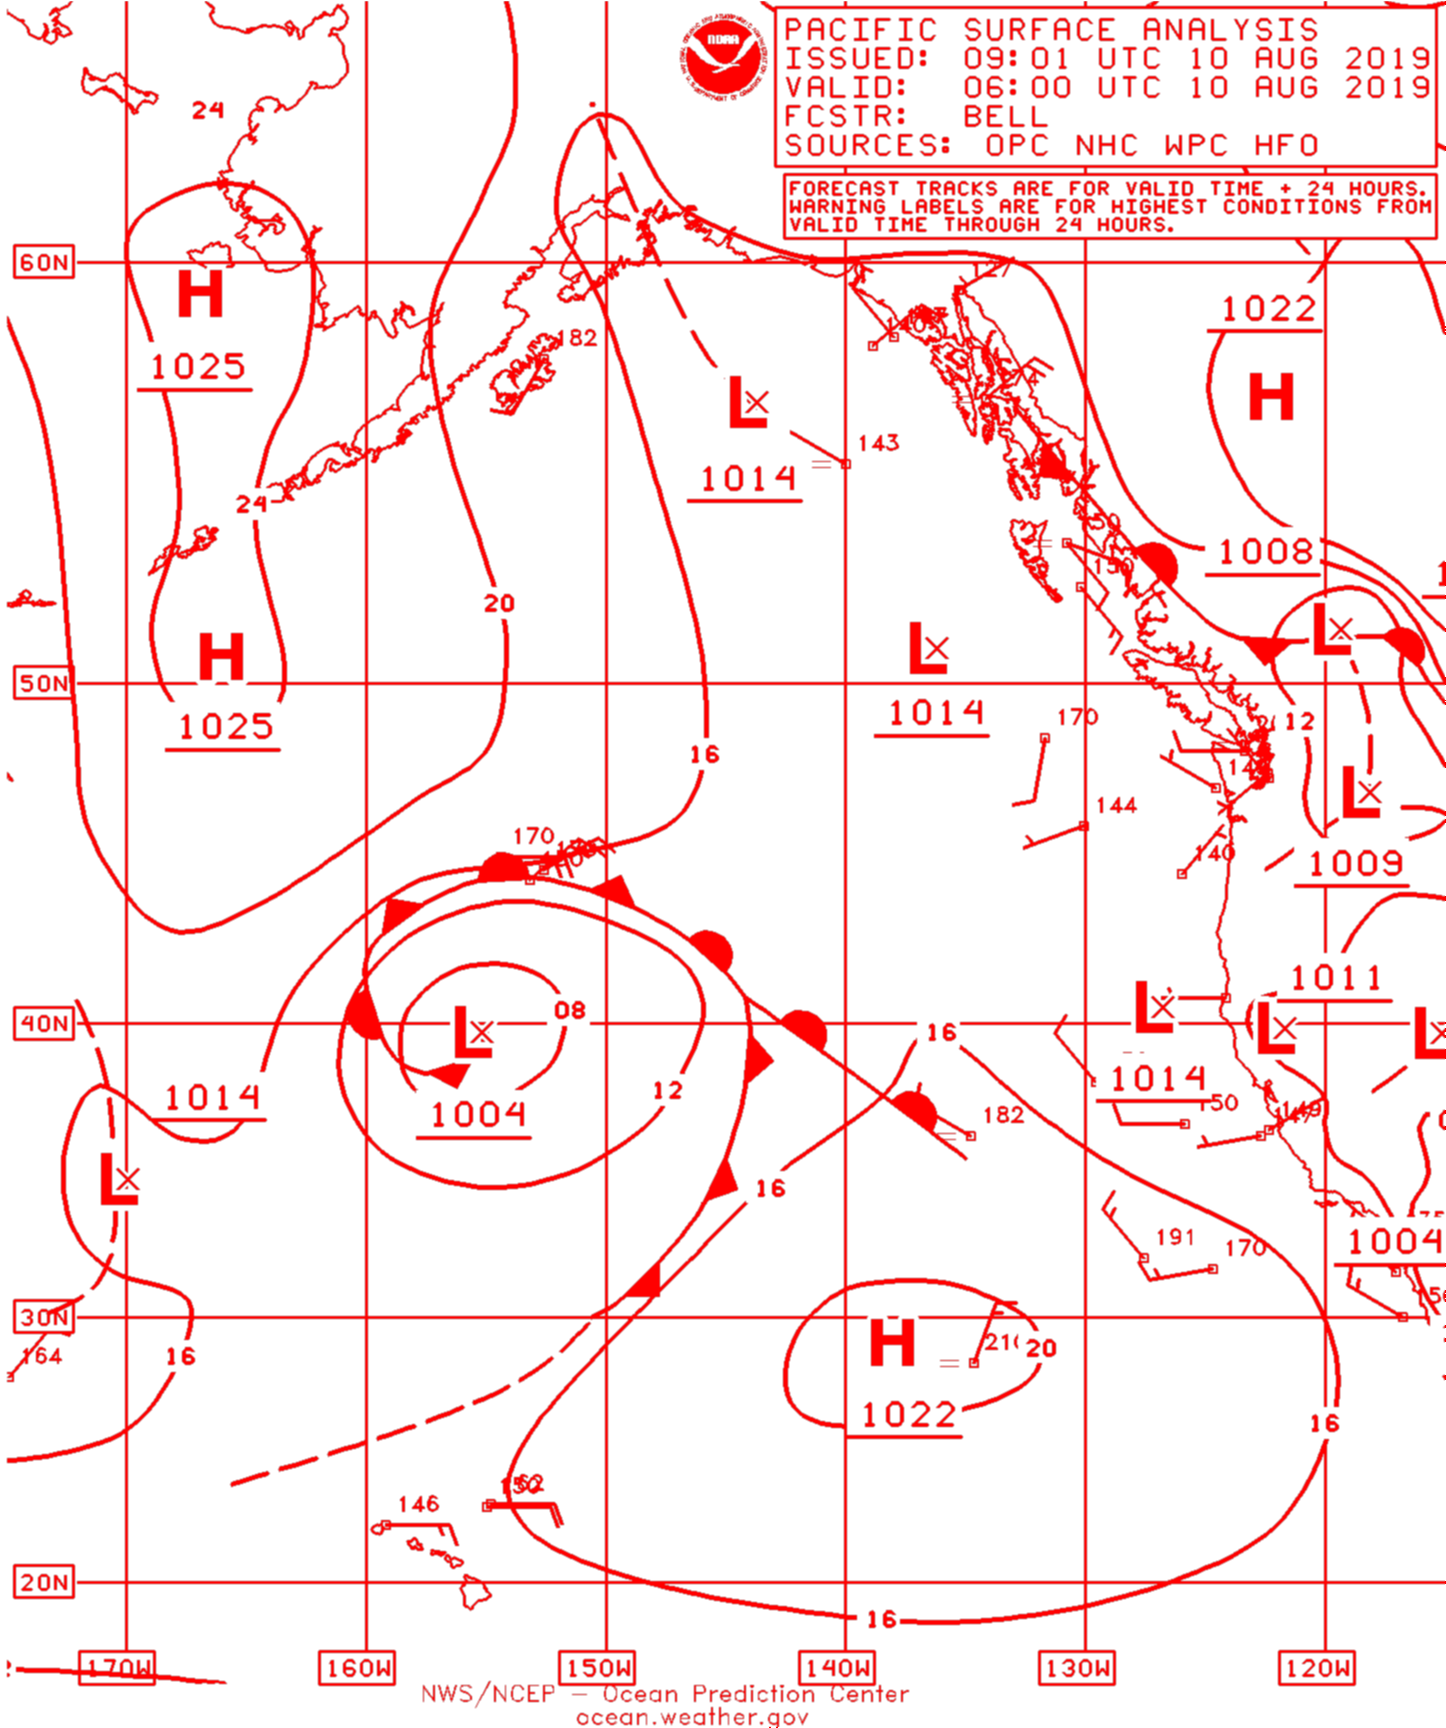 NOAA
PACIFIC SURFACE ANALYSIS
ISSUED: 09:01 UTC 10 AUG 2019
VALID: 06:00 UTC 10 AUG 2019
FCSTR: BELL
SOURCES: OPC NHC WPC HFO
FORECAST TRACKS ARE FOR VALID TIME + 24 HOURS.
WARNING LABELS ARE FOR HIGHEST CONDITIONS FROM
VALID TIME THROUGH 24 HOURS.
24
60N
H
1025
182
1022
H
L
1014
143
24
1008
20
H
L
L
50N
1025
1014
170
12
16
144
L
170
140
1009
1011
L
L
L
L
08
40N
16
1014
12
1004
1014
182
L
16
191
170
1004
30N
H
20
164
16
1022
16
146
20N
16
170W
160W
150W
140W
130W
120W
NWS/NCEP – Ocean Prediction Center
ocean.weather.gov